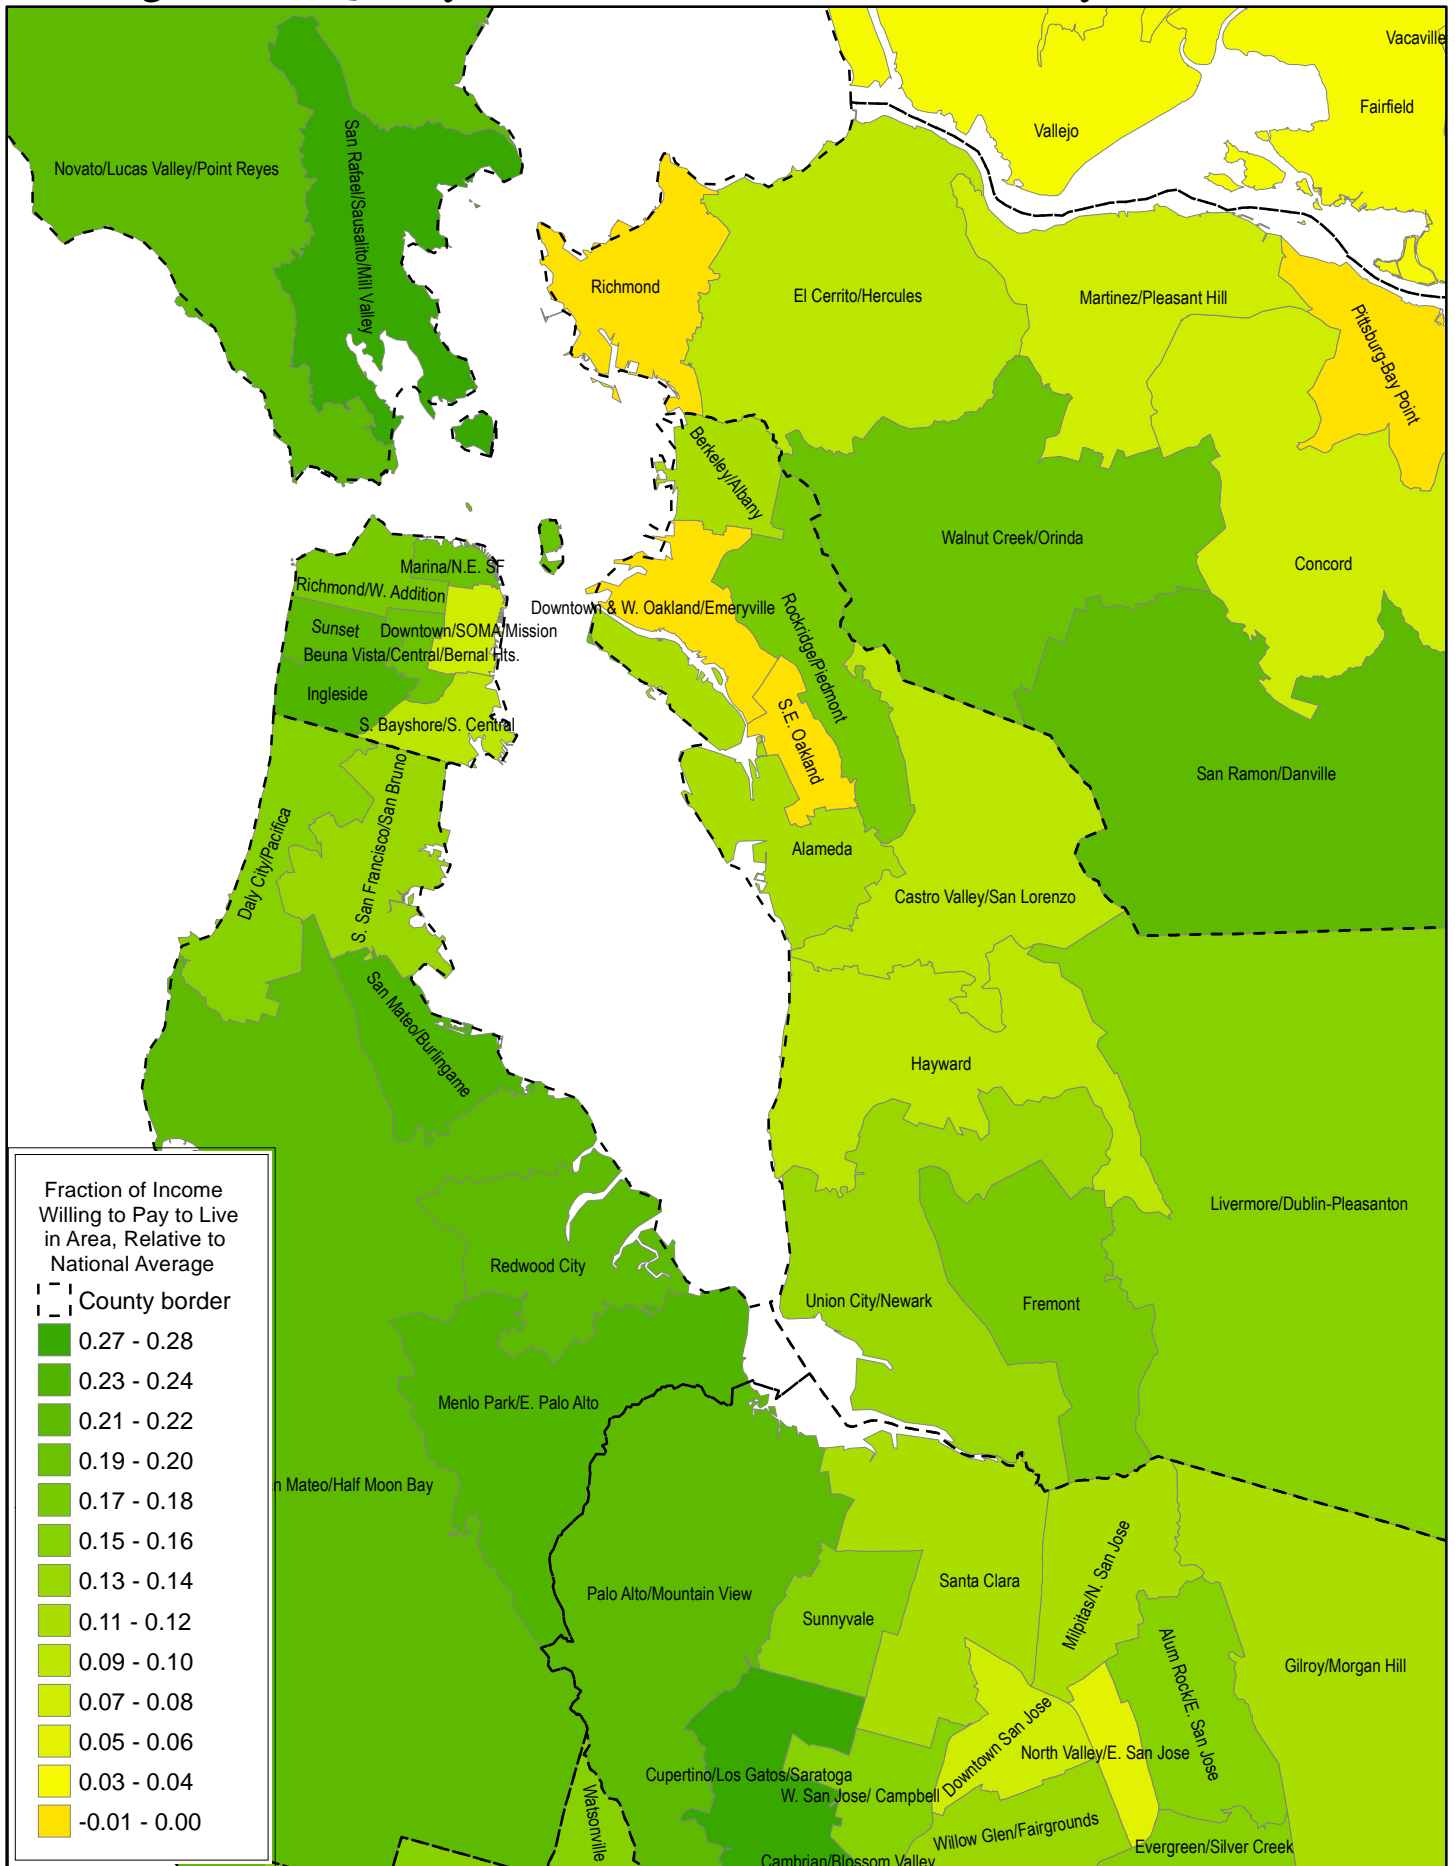 Vacaville
Fairfield
Vallejo
Novato/Lucas Valley/Point Reyes
San Rafael/Sausalito/Mill Valley
Richmond
El Cerrito/Hercules
Martinez/Pleasant Hill
Pittsburg-Bay Point
Berkeley/Albany
Walnut Creek/Orinda
Concord
Marina/N.E. SF
Richmond/W. Addition
Downtown & W. Oakland/Emeryville
Rockridge/Piedmont
Sunset
Downtown/SOMA/Mission
Beuna Vista/Central/Bernal Hts.
Ingleside
S. Bayshore/S. Central
S.E. Oakland
San Ramon/Danville
Daly City/Pacifica
S. San Francisco/San Bruno
Alameda
Castro Valley/San Lorenzo
San Mateo/Burlingame
Hayward
Livermore/Dublin-Pleasanton
Redwood City
Union City/Newark
Fremont
Menlo Park/E. Palo Alto
n Mateo/Half Moon Bay
Palo Alto/Mountain View
Sunnyvale
Santa Clara
Milpitas/N. San Jose
Alum Rock/E. San Jose
Gilroy/Morgan Hill
Downtown San Jose
North Valley/E. San Jose
Cupertino/Los Gatos/Saratoga
W. San Jose/ Campbell
Watsonville
Willow Glen/Fairgrounds
Evergreen/Silver Creek
Cambrian/Blossom Valley
Fraction of Income
Willing to Pay to Live
in Area, Relative to
National Average
County border
0.27 - 0.28
0.23 - 0.24
0.21 - 0.22
0.19 - 0.20
0.17 - 0.18
0.15 - 0.16
0.13 - 0.14
0.11 - 0.12
0.09 - 0.10
0.07 - 0.08
0.05 - 0.06
0.03 - 0.04
-0.01 - 0.00